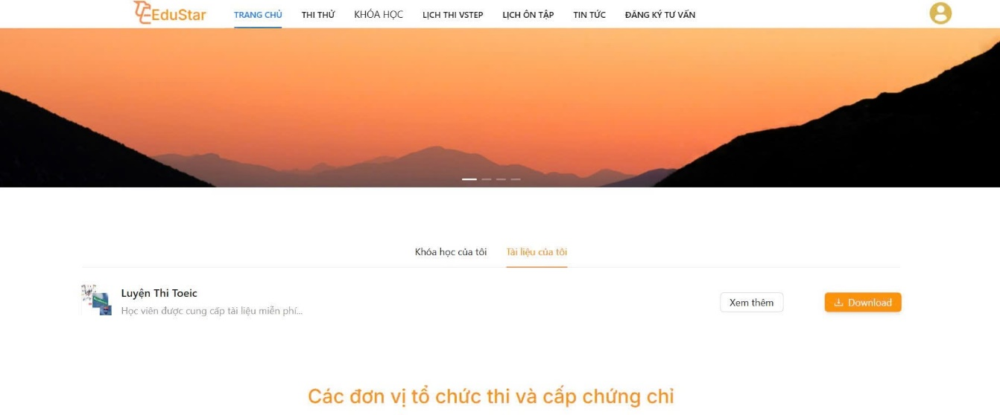 EduStar
TRANG CHỦ THI THỬ KHÓA HỌC LỊCH THI VSTEP LỊCH ÔN TẬP TIN TỨC ĐĂNG KÝ TƯ VẤN
Khóa học của tôi Tài liệu của tôi
Luyện Thi Toeic
Học viên được cung cấp tài liệu miễn phí...
Xem thêm Download
Các đơn vị tổ chức thi và cấp chứng chỉ